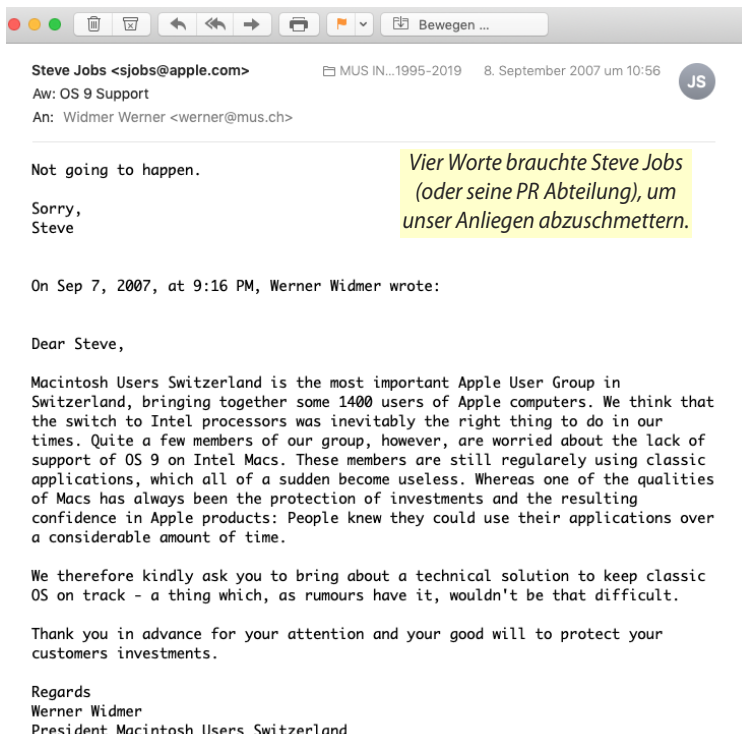 Bewegen ...
Steve Jobs <sjobs@apple.com>
MUS IN...1995-2019
8. September 2007 um 10:56
JS
Aw: OS 9 Support
An: Widmer Werner <werner@mus.ch>
Not going to happen.
Vier Worte brauchte Steve Jobs
(oder seine PR Abteilung), um
unser Anliegen abzuschmettern.
Sorry,
Steve
On Sep 7, 2007, at 9:16 PM, Werner Widmer wrote:
Dear Steve,
Macintosh Users Switzerland is the most important Apple User Group in
Switzerland, bringing together some 1400 users of Apple computers. We think that
the switch to Intel processors was inevitably the right thing to do in our
times. Quite a few members of our group, however, are worried about the lack of
support of OS 9 on Intel Macs. These members are still regularely using classic
applications, which all of a sudden become useless. Whereas one of the qualities
of Macs has always been the protection of investments and the resulting
confidence in Apple products: People knew they could use their applications over
a considerable amount of time.
We therefore kindly ask you to bring about a technical solution to keep classic
OS on track - a thing which, as rumours have it, wouldn't be that difficult.
Thank you in advance for your attention and your good will to protect your
customers investments.
Regards
Werner Widmer
President Macintosh Users Switzerland